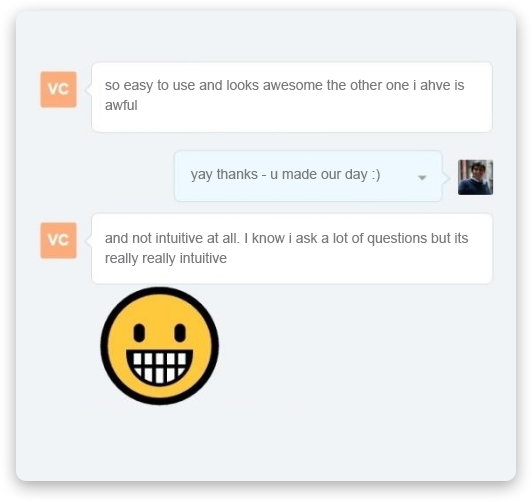 VC
so easy to use and looks awesome the other one i ahve is
awful
yay thanks - u made our day :)
VC
and not intuitive at all. I know i ask a lot of questions but its
really really intuitive